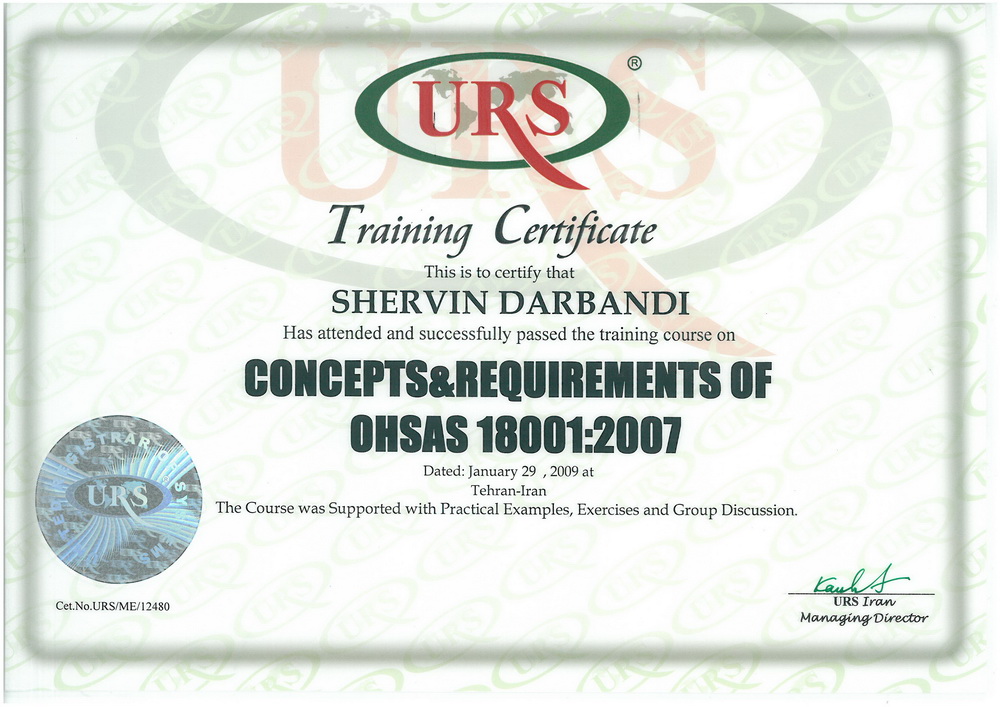 URS ®
Training Certificate
This is to certify that
SHERVIN DARBANDI
Has attended and successfully passed the training course on
CONCEPTS&REQUIREMENTS OF
OHSAS 18001:2007
Dated: January 29 , 2009 at
Tehran-Iran
The Course was Supported with Practical Examples, Exercises and Group Discussion.
URS
Cet.No.URS/ME/12480
URS Iran
Managing Director